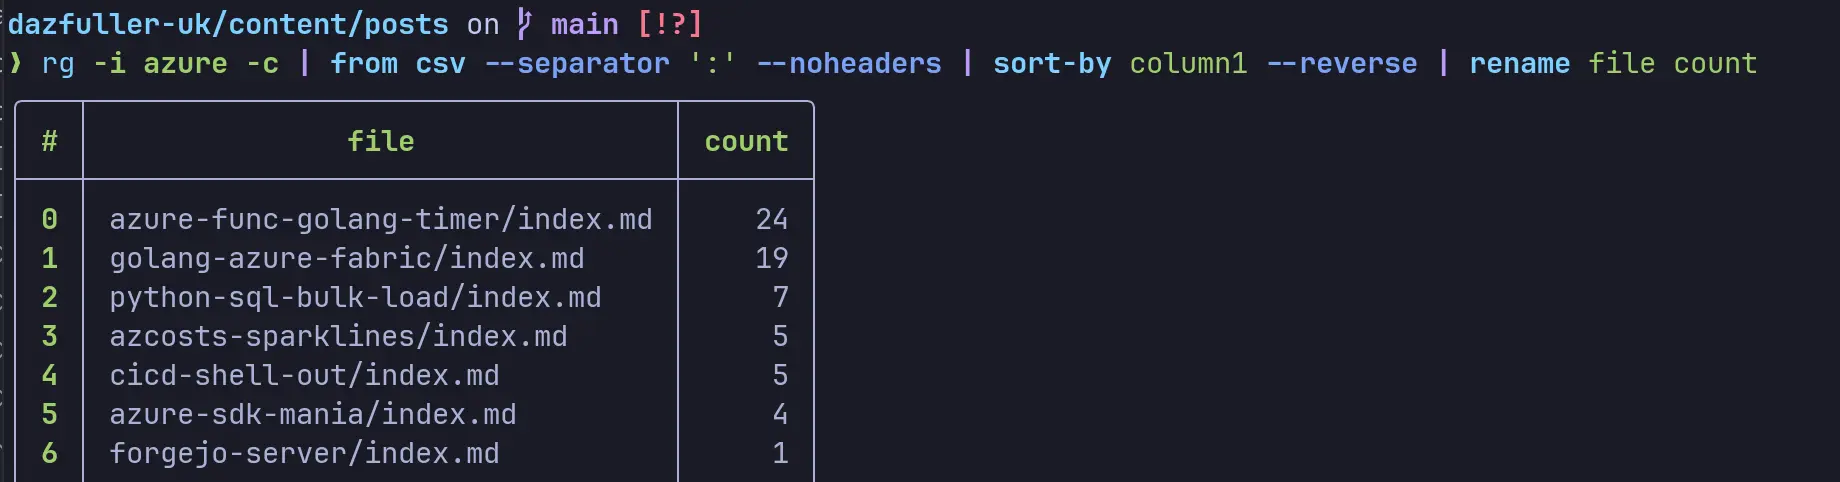 dazfuller-uk/content/posts on main [!?]
❯ rg -i azure -c | from csv --separator ':' --noheaders | sort-by column1 --reverse | rename file count
# file count
0 azure-func-golang-timer/index.md 24
1 golang-azure-fabric/index.md 19
2 python-sql-bulk-load/index.md 7
3 azcosts-sparklines/index.md 5
4 cicd-shell-out/index.md 5
5 azure-sdk-mania/index.md 4
6 forgejo-server/index.md 1